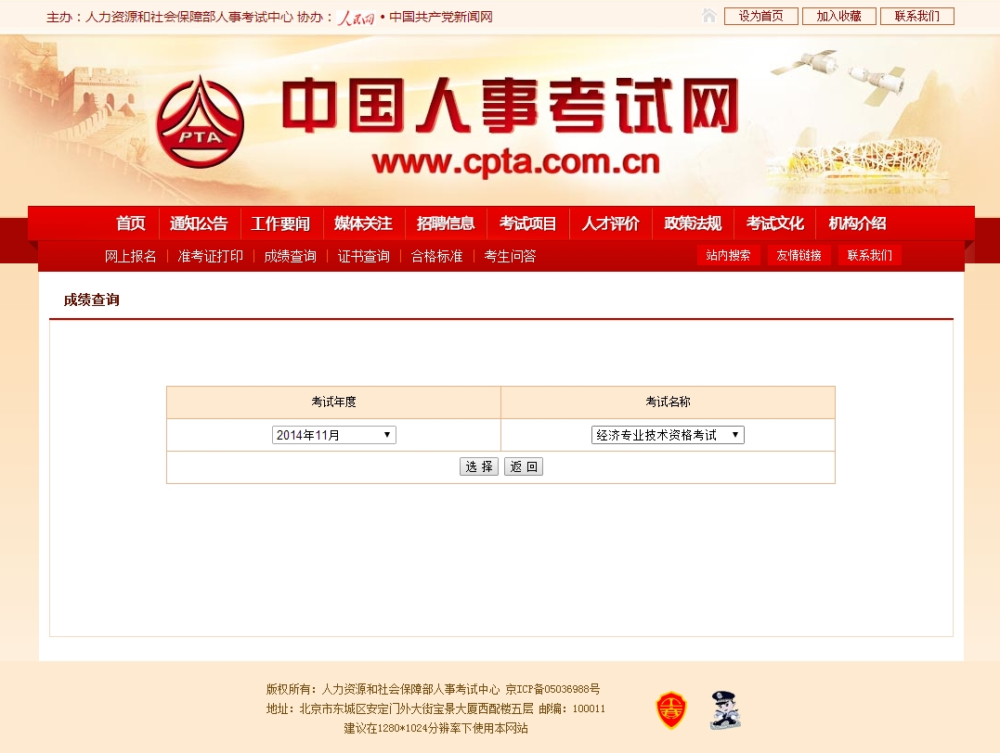 主办：人力资源和社会保障部人事考试中心 协办：人民网 • 中国共产党新闻网
设为首页 加入收藏 联系我们
PTA
中国人事考试网
www.cpta.com.cn
首页 通知公告 工作要闻 媒体关注 招聘信息 考试项目 人才评价 政策法规 考试文化 机构介绍
网上报名 准考证打印 成绩查询 证书查询 合格标准 考生问答 站内搜索 友情链接 联系我们
成绩查询
考试年度 考试名称
2014年11月 经济专业技术资格考试
选 择 返 回
版权所有：人力资源和社会保障部人事考试中心 京ICP备05036988号
地址：北京市东城区安定门外大街宝景大厦西配楼五层 邮编：100011
建议在1280*1024分辨率下使用本网站